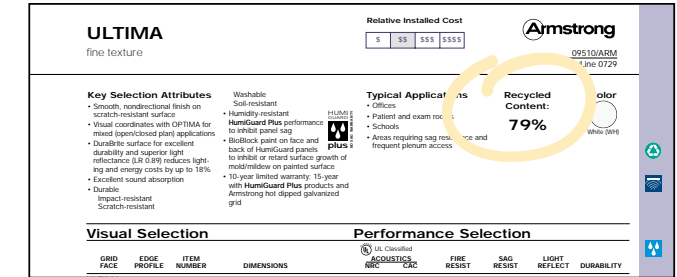 ULTIMA
fine texture
Relative Installed Cost
$ $$ $$$ $$$$
Armstrong
09510/ARM
Line 0729
Key Selection Attributes
• Smooth, nondirectional finish on
scratch-resistant surface
• Visual coordinates with OPTIMA for
mixed (open/closed plan) applications
• DuraBrite surface for excellent
durability and superior light
reflectance (LR 0.89) reduces light-
ing and energy costs by up to 18%
• Excellent sound absorption
• Durable
Impact-resistant
Scratch-resistant
Washable
Soil-resistant
• Humidity-resistant
HumiGuard Plus performance
to inhibit panel sag
• BioBlock paint on face and
back of HumiGuard panels
to inhibit or retard surface growth of
mold/mildew on painted surface
• 10-year limited warranty: 15-year
with HumiGuard Plus products and
Armstrong hot dipped galvanized
grid
HUMI
GUARD
plus
Typical Applications
• Offices
• Patient and exam rooms
• Schools
• Areas requiring sag resistance and
frequent plenum access
Recycled
Content:
79%
Color
White (WH)
Visual Selection
Performance Selection
UL Classified
GRID
FACE
EDGE
PROFILE
ITEM
NUMBER
DIMENSIONS
ACOUSTICS
NRC CAC
FIRE
RESIST
SAG
RESIST
LIGHT
REFLECT
DURABILITY